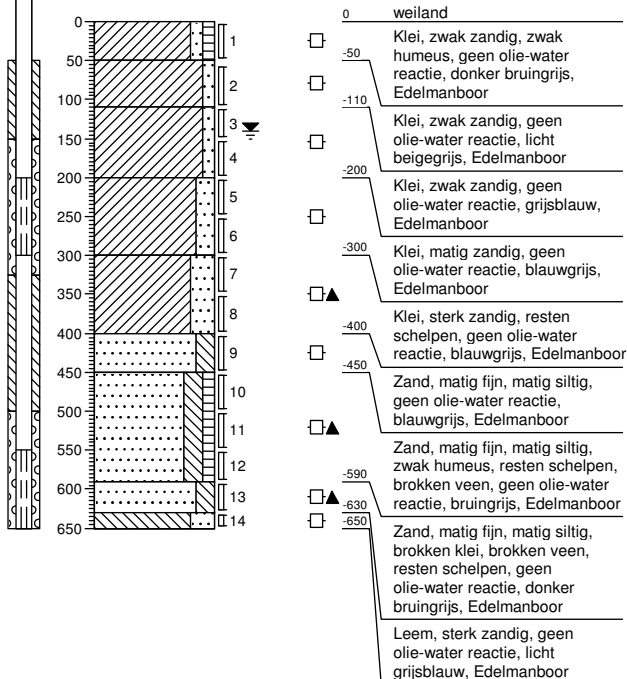 0
50
100
150
200
250
300
350
400
450
500
550
600
650
1
2
3
4
5
6
7
8
9
10
11
12
13
14
0 weiland
Klei, zwak zandig, zwak
humeus, geen olie-water
reactie, donker bruingrijs,
Edelmanboor
-50
Klei, zwak zandig, geen
olie-water reactie, licht
beigegrijs, Edelmanboor
-110
Klei, zwak zandig, geen
olie-water reactie, grijsblauw,
Edelmanboor
-200
Klei, matig zandig, geen
olie-water reactie, blauwgrijs,
Edelmanboor
-300
Klei, sterk zandig, resten
schelpen, geen olie-water
reactie, blauwgrijs, Edelmanboor
-400
Zand, matig fijn, matig siltig,
geen olie-water reactie,
blauwgrijs, Edelmanboor
-450
Zand, matig fijn, matig siltig,
zwak humeus, resten schelpen,
brokken veen, geen olie-water
reactie, bruingrijs, Edelmanboor
-590
Zand, matig fijn, matig siltig,
brokken klei, brokken veen,
resten schelpen, geen
olie-water reactie, donker
bruingrijs, Edelmanboor
-630
Leem, sterk zandig, geen
olie-water reactie, licht
grijsblauw, Edelmanboor
-650